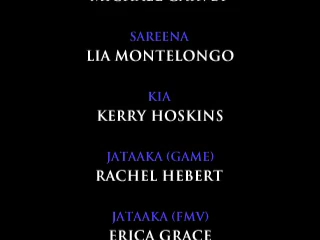 SAREENA
LIA MONTELONGO
KIA
KERRY HOSKINS
JATAAKA (GAME)
RACHEL HEBERT
JATAAKA (FMV)
ERICA GRACE